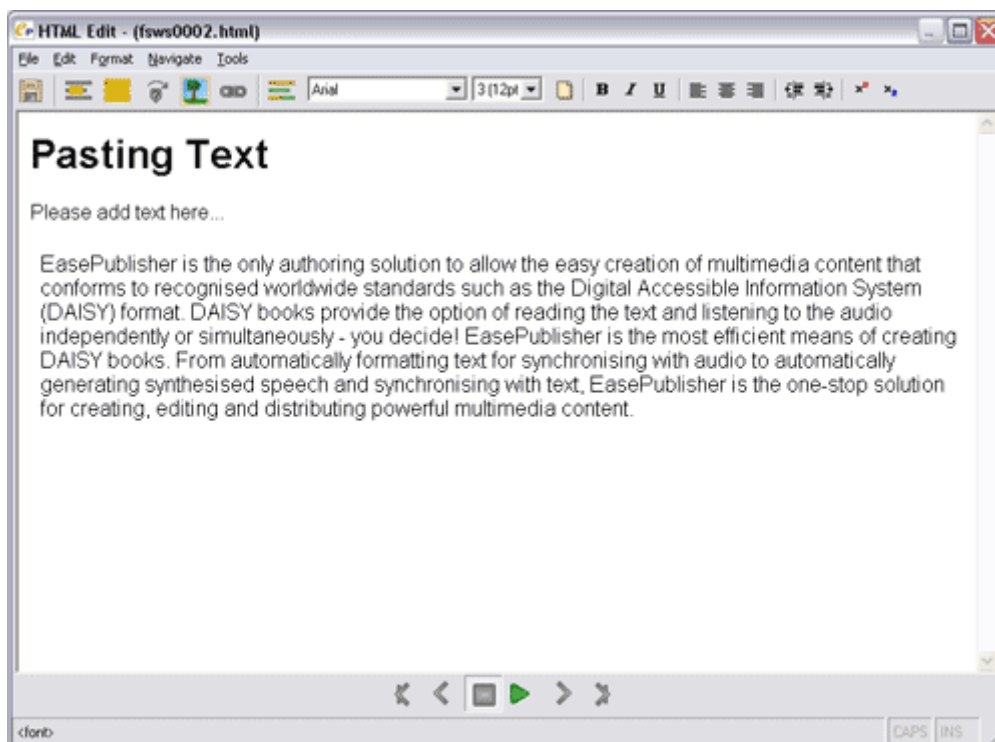 HTML Edit - (fsws0002.html)
File Edit Format Navigate Tools
Arial 3 (12pt B I U
Pasting Text
Please add text here...
EasePublisher is the only authoring solution to allow the easy creation of multimedia content that
conforms to recognised worldwide standards such as the Digital Accessible Information System
(DAISY) format. DAISY books provide the option of reading the text and listening to the audio
independently or simultaneously - you decide! EasePublisher is the most efficient means of creating
DAISY books. From automatically formatting text for synchronising with audio to automatically
generating synthesised speech and synchronising with text, EasePublisher is the one-stop solution
for creating, editing and distributing powerful multimedia content.
<font> CAPS INS